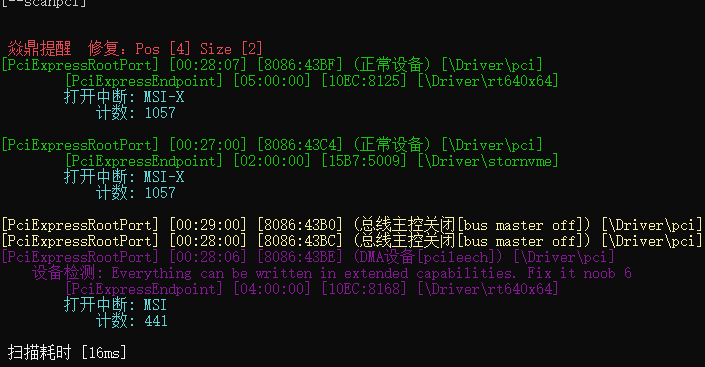 [--scanpci]
焱鼎提醒 修复: Pos [4] Size [2]
[PciExpressRootPort] [00:28:07] [8086:43BF] (正常设备) [\Driver\pci]
[PciExpressEndpoint] [05:00:00] [10EC:8125] [\Driver\rt640x64]
打开中断: MSI-X
计数: 1057
[PciExpressRootPort] [00:27:00] [8086:43C4] (正常设备) [\Driver\pci]
[PciExpressEndpoint] [02:00:00] [15B7:5009] [\Driver\stornvme]
打开中断: MSI-X
计数: 1057
[PciExpressRootPort] [00:29:00] [8086:43B0] (总线主控关闭[bus master off]) [\Driver\pci]
[PciExpressRootPort] [00:28:00] [8086:43BC] (总线主控关闭[bus master off]) [\Driver\pci]
[PciExpressRootPort] [00:28:06] [8086:43BE] (DMA设备[pcileech]) [\Driver\pci]
设备检测: Everything can be written in extended capabilities. Fix it noob 6
[PciExpressEndpoint] [04:00:00] [10EC:8168] [\Driver\rt640x64]
打开中断: MSI
计数: 441
扫描耗时 [16ms]